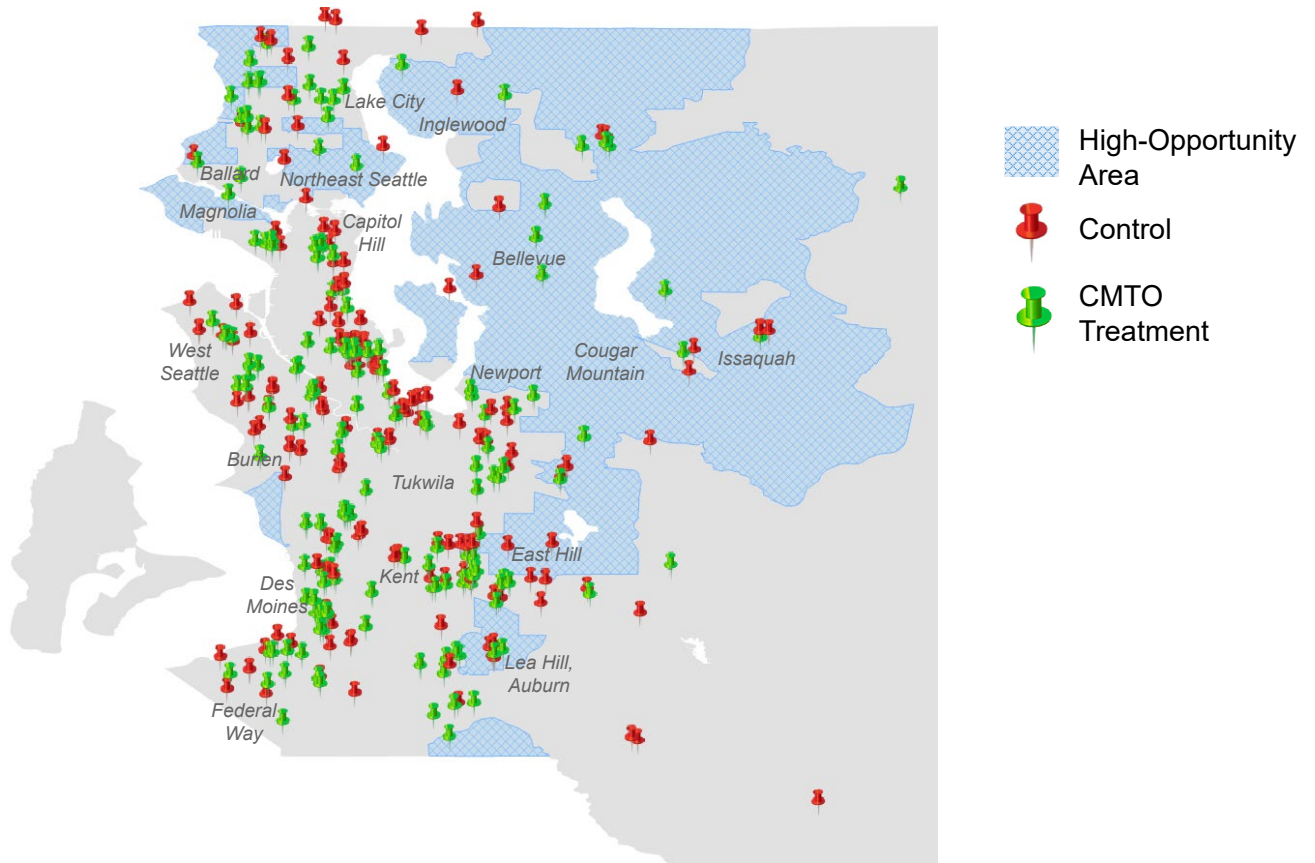 Lake City
Inglewood
Ballard
Northeast Seattle
Magnolia
Capitol
Hill
Bellevue
West
Seattle
Newport
Cougar
Mountain
Issaquah
Burien
Tukwila
East Hill
Kent
Des
Moines
Lea Hill,
Auburn
Federal
Way
High-Opportunity
Area
Control
CMTO
Treatment